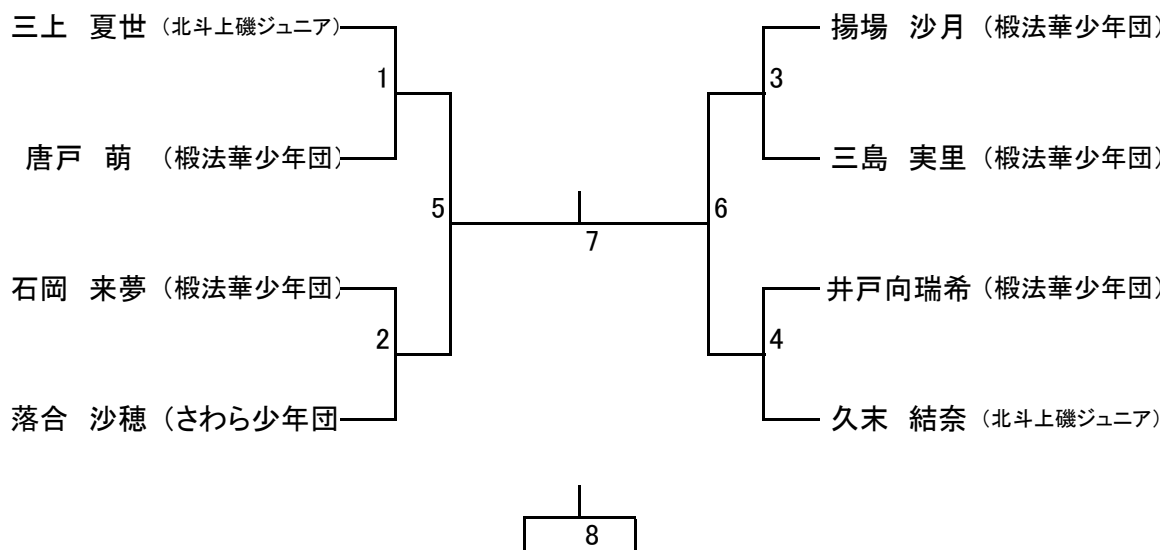 三上　夏世（北斗上磯ジュニア）
揚場　沙月（椴法華少年団）
1
3
唐戸　萌　（椴法華少年団）
三島　実里（椴法華少年団）
5
6
7
石岡　来夢（椴法華少年団）
井戸向瑞希（椴法華少年団）
2
4
落合　沙穂（さわら少年団
久末　結奈（北斗上磯ジュニア）
8